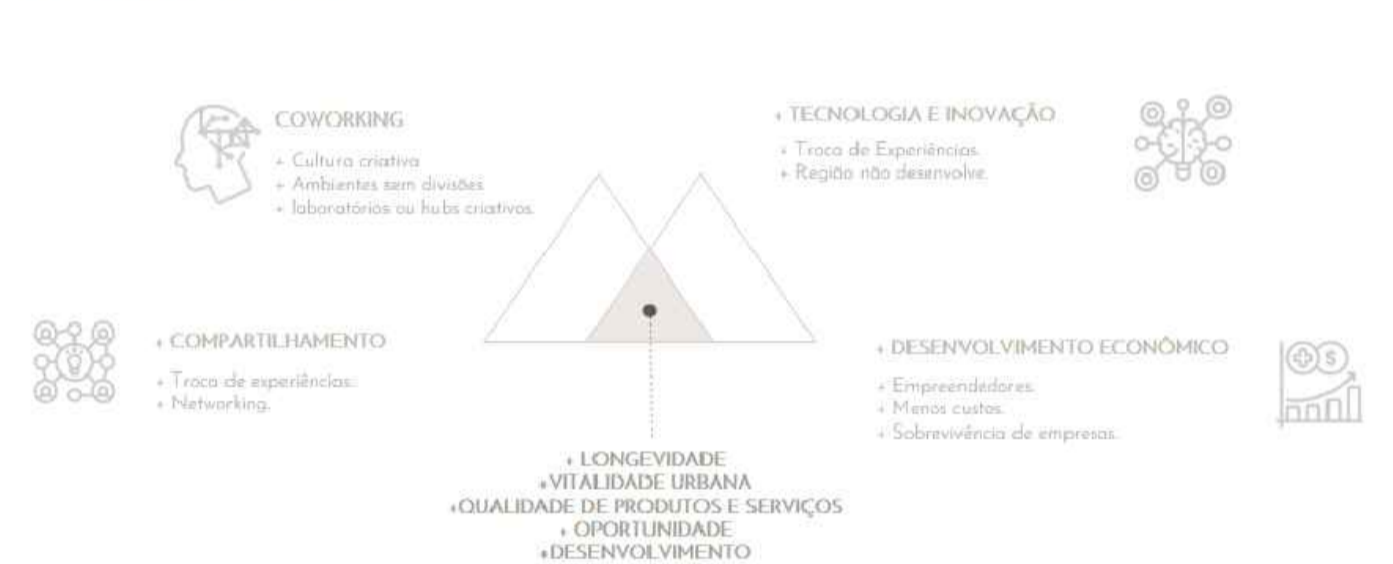 COWORKING
+ Cultura criativa
+ Ambientes sem divisões
+ laboratórios ou hubs criativos.
+ TECNOLOGIA E INOVAÇÃO
+ Troca de Experiências.
+ Região não desenvolve.
+ COMPARTILHAMENTO
+ Troca de experiências.
+ Networking.
+ DESENVOLVIMENTO ECONÔMICO
+ Empreendedores.
+ Menos custos.
+ Sobrevivência de empresas.
$
+ LONGEVIDADE
+VITALIDADE URBANA
+QUALIDADE DE PRODUTOS E SERVIÇOS
+ OPORTUNIDADE
+DESENVOLVIMENTO